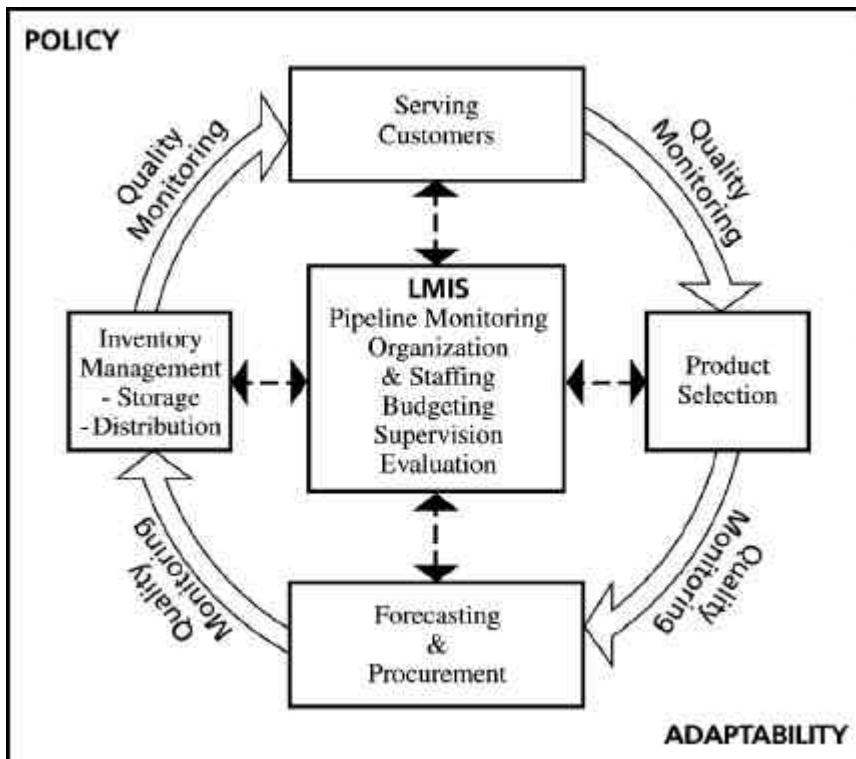 POLICY
Serving
Customers
Quality
Monitoring
Quality
Monitoring
LMIS
Pipeline Monitoring
Organization
& Staffing
Budgeting
Supervision
Evaluation
Inventory
Management
- Storage
-Distribution
Product
Selection
Quality
Monitoring
Quality
Monitoring
Forecasting
&
Procurement
ADAPTABILITY